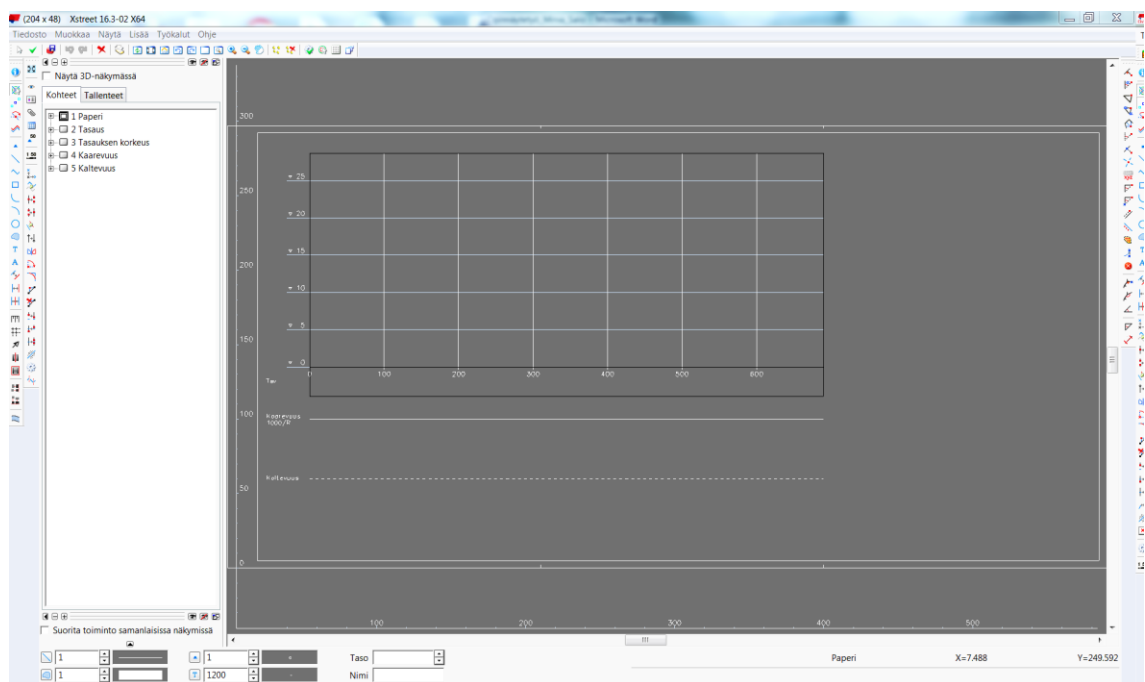 (204 x 48) Xstreet 16.3-02 X64
Tiedosto Muokkaa Näytä Lisää Työkalut Ohje
Näytä 3D-näkymässä
Kohteet Tallenteet
1 Paperi
2 Tasaus
3 Tasauksen korkeus
4 Kaarevuus
5 Kaltevuus
300
250
200
150
100
50
0
25
20
15
10
5
0
Tsv
0 100 200 300 400 500 600
Kaarevuus
1000/R
Kaltevuus
100 200 300 400 500
Suorita toiminto samanlaisissa näkymissä
1 1 Taso
1 1200 Nimi
Paperi X=7.488 Y=249.592